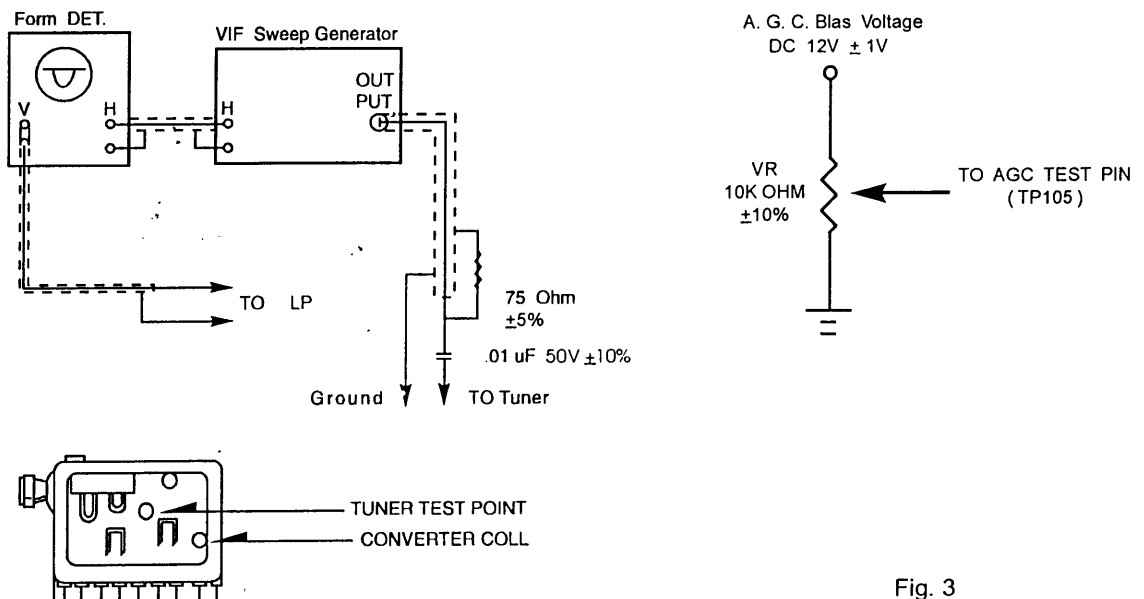 Form DET.
VIF Sweep Generator
V
H
H
OUT
PUT
TO LP
75 Ohm
±5%
.01 uF 50V ±10%
Ground
TO Tuner
A. G. C. Blas Voltage
DC 12V ± 1V
VR
10K OHM
±10%
TO AGC TEST PIN
( TP105 )
TUNER TEST POINT
CONVERTER COLL
Fig. 3